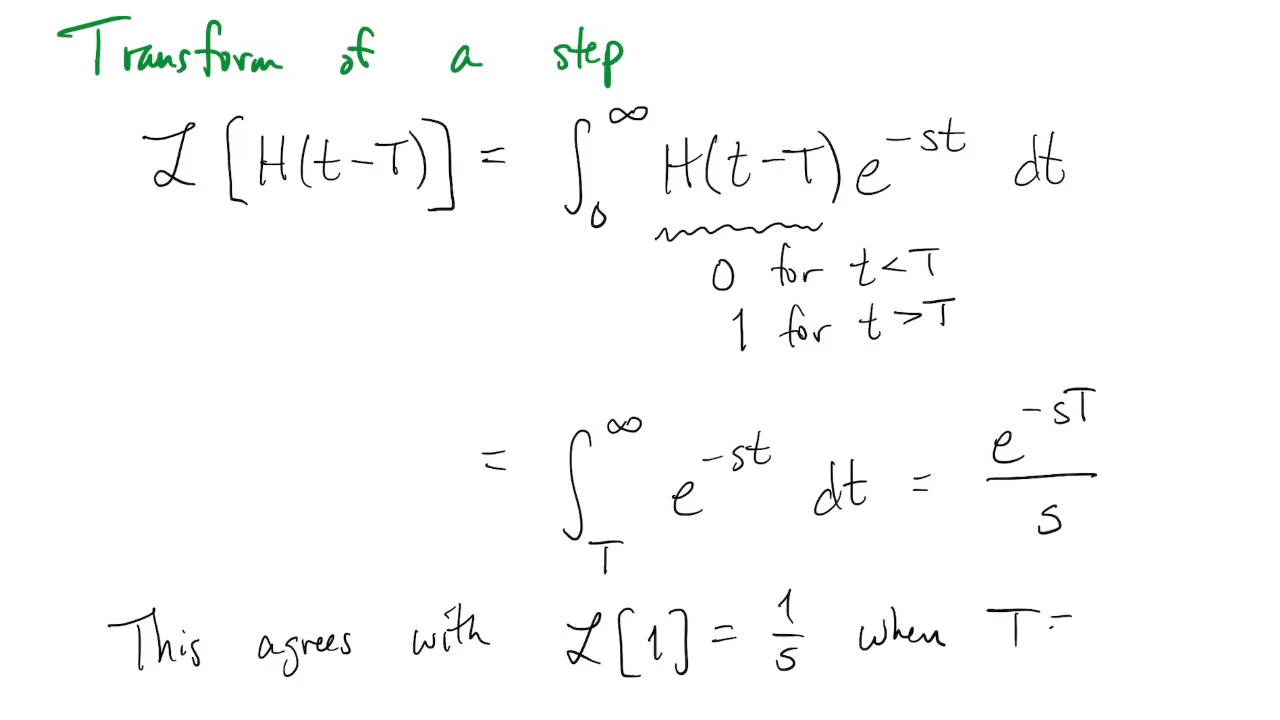 Transform of a step
ℒ[H(t-T)] = ∫₀^∞ H(t-T) e^{-st} dt
0 for t<T
1 for t>T
= ∫_T^∞ e^{-st} dt = e^{-sT}/s
This agrees with ℒ[1] = 1/s when T=